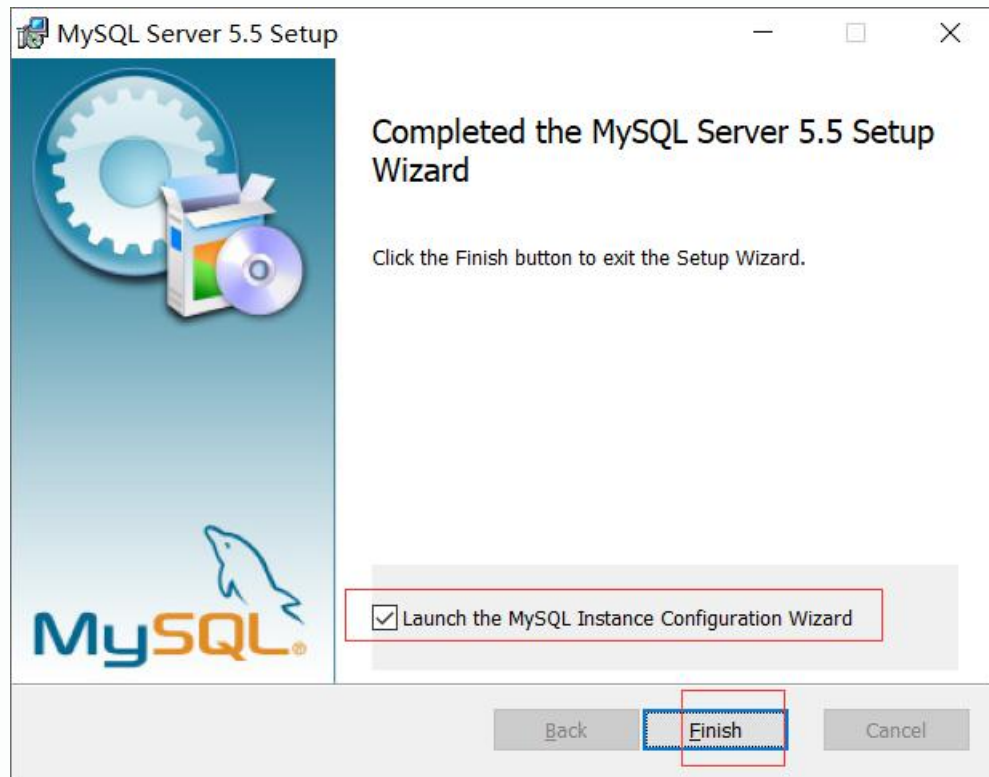 MySQL Server 5.5 Setup
Completed the MySQL Server 5.5 Setup
Wizard
Click the Finish button to exit the Setup Wizard.
MySQL®
Launch the MySQL Instance Configuration Wizard
Back Finish Cancel